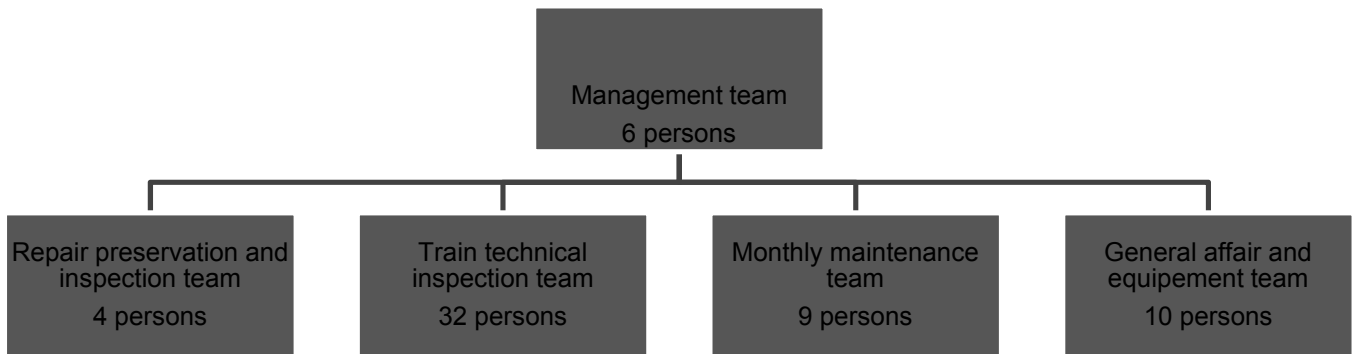 Management team
6 persons
Repair preservation and
inspection team
4 persons
Train technical
inspection team
32 persons
Monthly maintenance
team
9 persons
General affair and
equipement team
10 persons